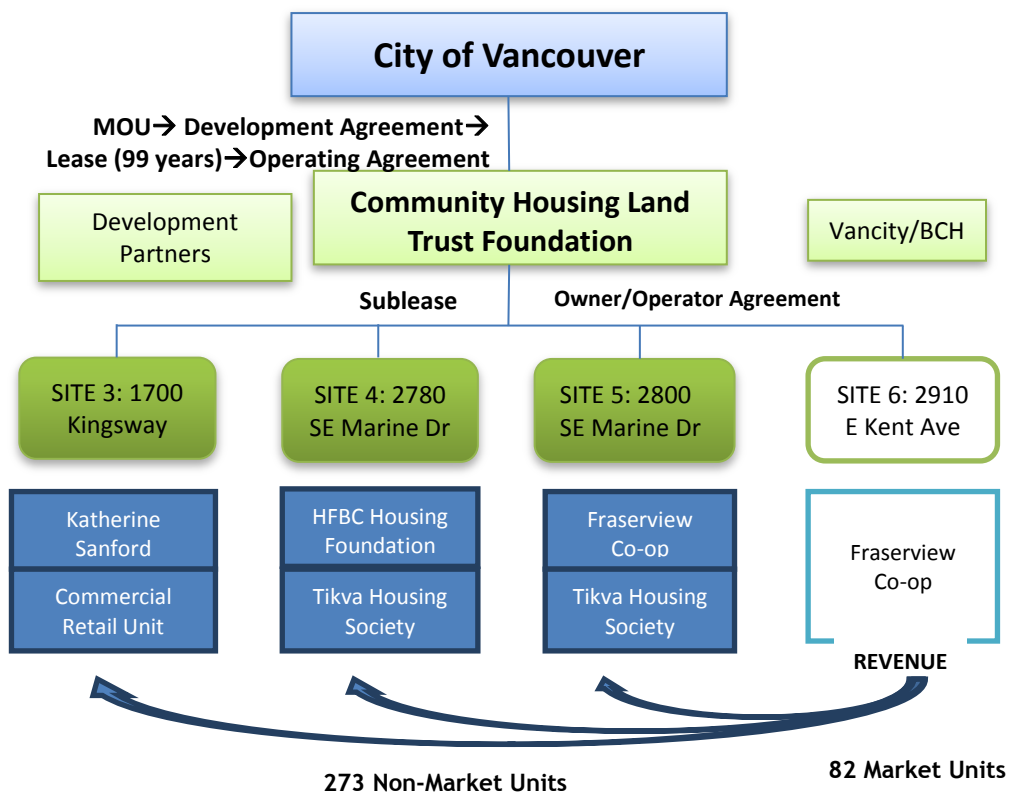 City of Vancouver
MOU→ Development Agreement→
Lease (99 years)→Operating Agreement
Development
Partners
Community Housing Land
Trust Foundation
Vancity/BCH
Sublease
Owner/Operator Agreement
SITE 3: 1700
Kingsway
SITE 4: 2780
SE Marine Dr
SITE 5: 2800
SE Marine Dr
SITE 6: 2910
E Kent Ave
Katherine
Sanford
Commercial
Retail Unit
HFBC Housing
Foundation
Tikva Housing
Society
Fraserview
Co-op
Tikva Housing
Society
Fraserview
Co-op
REVENUE
273 Non-Market Units
82 Market Units